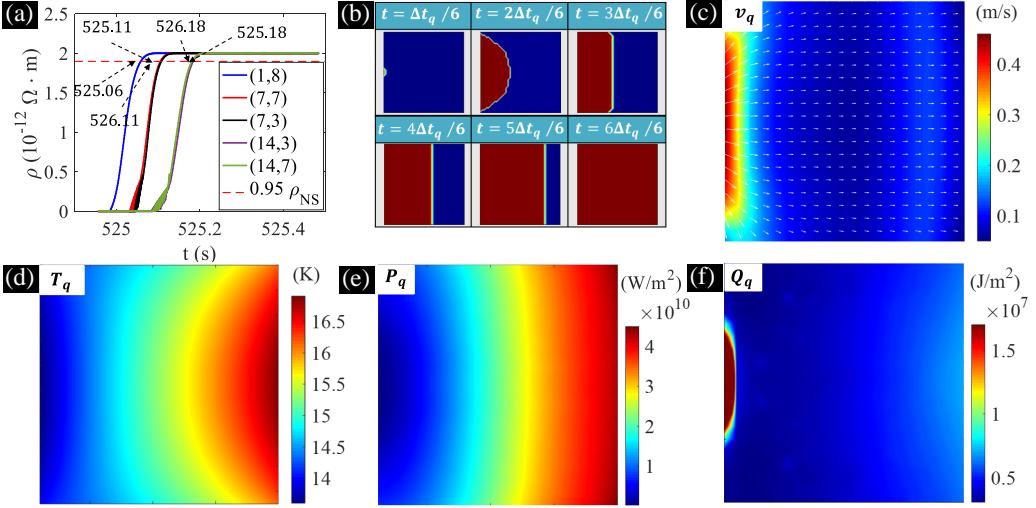 (a)
2.5
2
1.5
1
0.5
0
ρ (10⁻¹² Ω · m)
525.11
526.18
525.18
525.06
526.11
(1,8)
(7,7)
(7,3)
(14,3)
(14,7)
0.95 ρNS
525
525.2
525.4
t (s)
(b)
t = Δtq /6
t = 2Δtq /6
t = 3Δtq /6
t = 4Δtq /6
t = 5Δtq /6
t = 6Δtq /6
(c)
vq
(m/s)
0.4
0.3
0.2
0.1
(d)
Tq
(K)
16.5
16
15.5
15
14.5
14
(e)
Pq
(W/m²)
×10¹⁰
4
3
2
1
(f)
Qq
(J/m²)
×10⁷
1.5
1
0.5